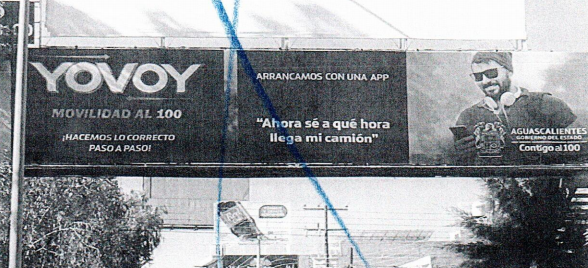 YOVOY
MOVILIDAD AL 100
¡HACEMOS LO CORRECTO
PASO A PASO!
ARRANCAMOS CON UNA APP
“Ahora sé a qué hora
llega mi camión”
AGUASCALIENTES
GOBIERNO DEL ESTADO
Contigo al 100